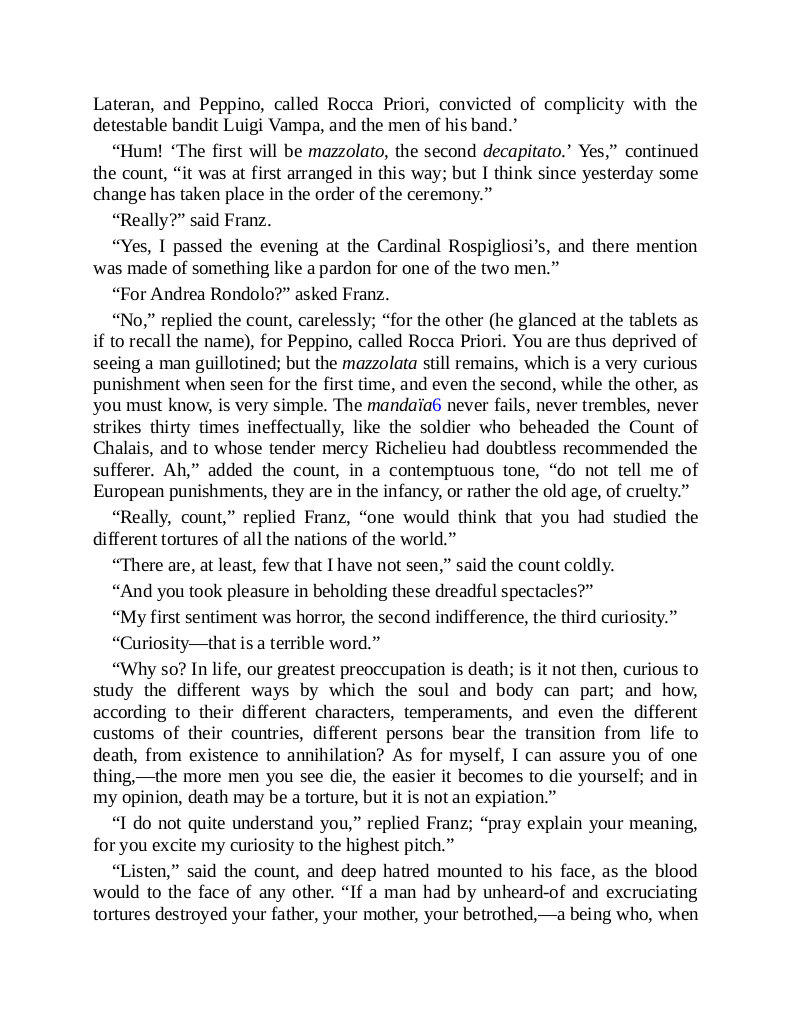 Lateran, and Peppino, called Rocca Priori, convicted of complicity with the
detestable bandit Luigi Vampa, and the men of his band.’
“Hum! ‘The first will be mazzolato, the second decapitato.’ Yes,” continued
the count, “it was at first arranged in this way; but I think since yesterday some
change has taken place in the order of the ceremony.”
“Really?” said Franz.
“Yes, I passed the evening at the Cardinal Rospigliosi’s, and there mention
was made of something like a pardon for one of the two men.”
“For Andrea Rondolo?” asked Franz.
“No,” replied the count, carelessly; “for the other (he glanced at the tablets as
if to recall the name), for Peppino, called Rocca Priori. You are thus deprived of
seeing a man guillotined; but the mazzolata still remains, which is a very curious
punishment when seen for the first time, and even the second, while the other, as
you must know, is very simple. The mandaïa6 never fails, never trembles, never
strikes thirty times ineffectually, like the soldier who beheaded the Count of
Chalais, and to whose tender mercy Richelieu had doubtless recommended the
sufferer. Ah,” added the count, in a contemptuous tone, “do not tell me of
European punishments, they are in the infancy, or rather the old age, of cruelty.”
“Really, count,” replied Franz, “one would think that you had studied the
different tortures of all the nations of the world.”
“There are, at least, few that I have not seen,” said the count coldly.
“And you took pleasure in beholding these dreadful spectacles?”
“My first sentiment was horror, the second indifference, the third curiosity.”
“Curiosity—that is a terrible word.”
“Why so? In life, our greatest preoccupation is death; is it not then, curious to
study the different ways by which the soul and body can part; and how,
according to their different characters, temperaments, and even the different
customs of their countries, different persons bear the transition from life to
death, from existence to annihilation? As for myself, I can assure you of one
thing,—the more men you see die, the easier it becomes to die yourself; and in
my opinion, death may be a torture, but it is not an expiation.”
“I do not quite understand you,” replied Franz; “pray explain your meaning,
for you excite my curiosity to the highest pitch.”
“Listen,” said the count, and deep hatred mounted to his face, as the blood
would to the face of any other. “If a man had by unheard-of and excruciating
tortures destroyed your father, your mother, your betrothed,—a being who, when